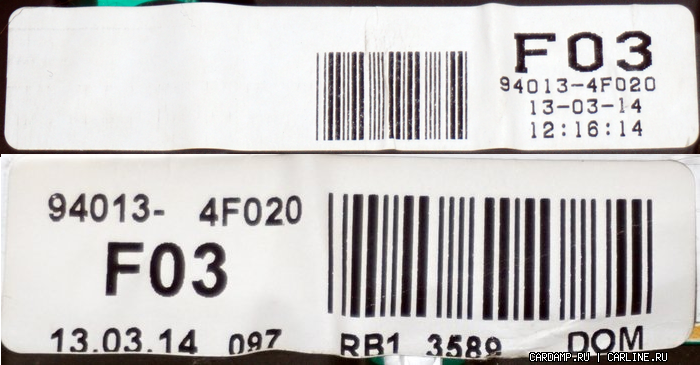 F03
94013-4F020
13-03-14
12:16:14
94013- 4F020
F03
13.03.14 097 RB1 3589 DOM
CARDAMP.RU | CARLINE.RU